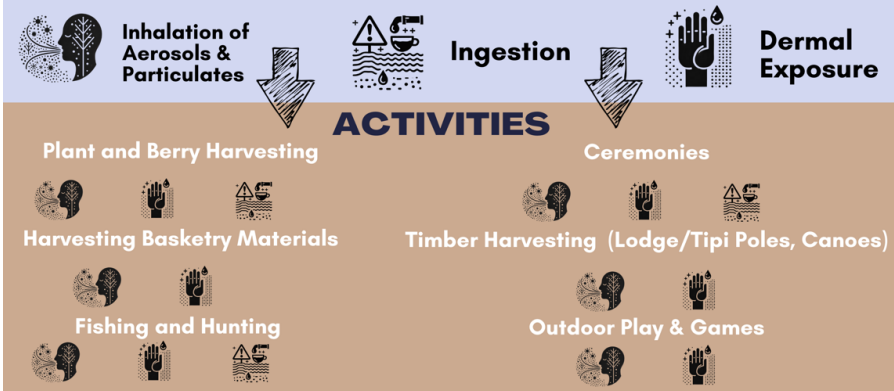 Inhalation of
Aerosols &
Particulates
Ingestion
Dermal
Exposure
ACTIVITIES
Plant and Berry Harvesting
Ceremonies
Harvesting Basketry Materials
Timber Harvesting (Lodge/Tipi Poles, Canoes)
Fishing and Hunting
Outdoor Play & Games